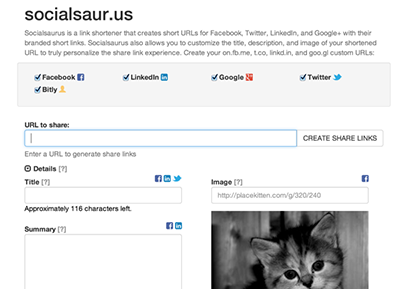 socialsaur.us
Socialsaurus is a link shortener that creates short URLs for Facebook, Twitter, LinkedIn, and Google+ with
their branded short links. Socialsaurus also allows you to customize the title, description, and image of your shortened
URL to truly personalize the share link experience. Create your on.fb.me, t.co, linkd.in, and goo.gl custom URLs:
Facebook LinkedIn Google Twitter
Bitly
URL to share:
CREATE SHARE LINKS
Enter a URL to generate share links
Details [?]
Title [?] Image [?]
http://placekitten.com/g/320/240
Approximately 116 characters left.
Summary [?]